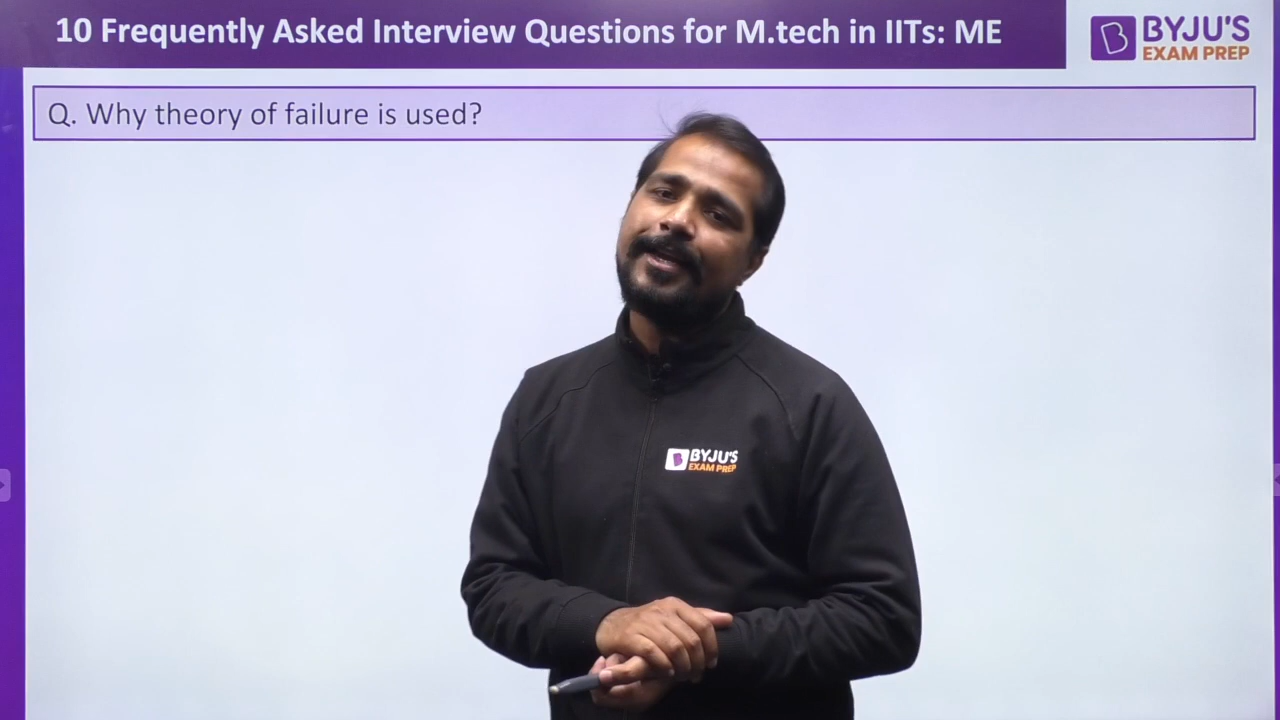 10 Frequently Asked Interview Questions for M.tech in IITs: ME
BYJU'S
EXAM PREP
Q. Why theory of failure is used?
BYJU'S
EXAM PREP